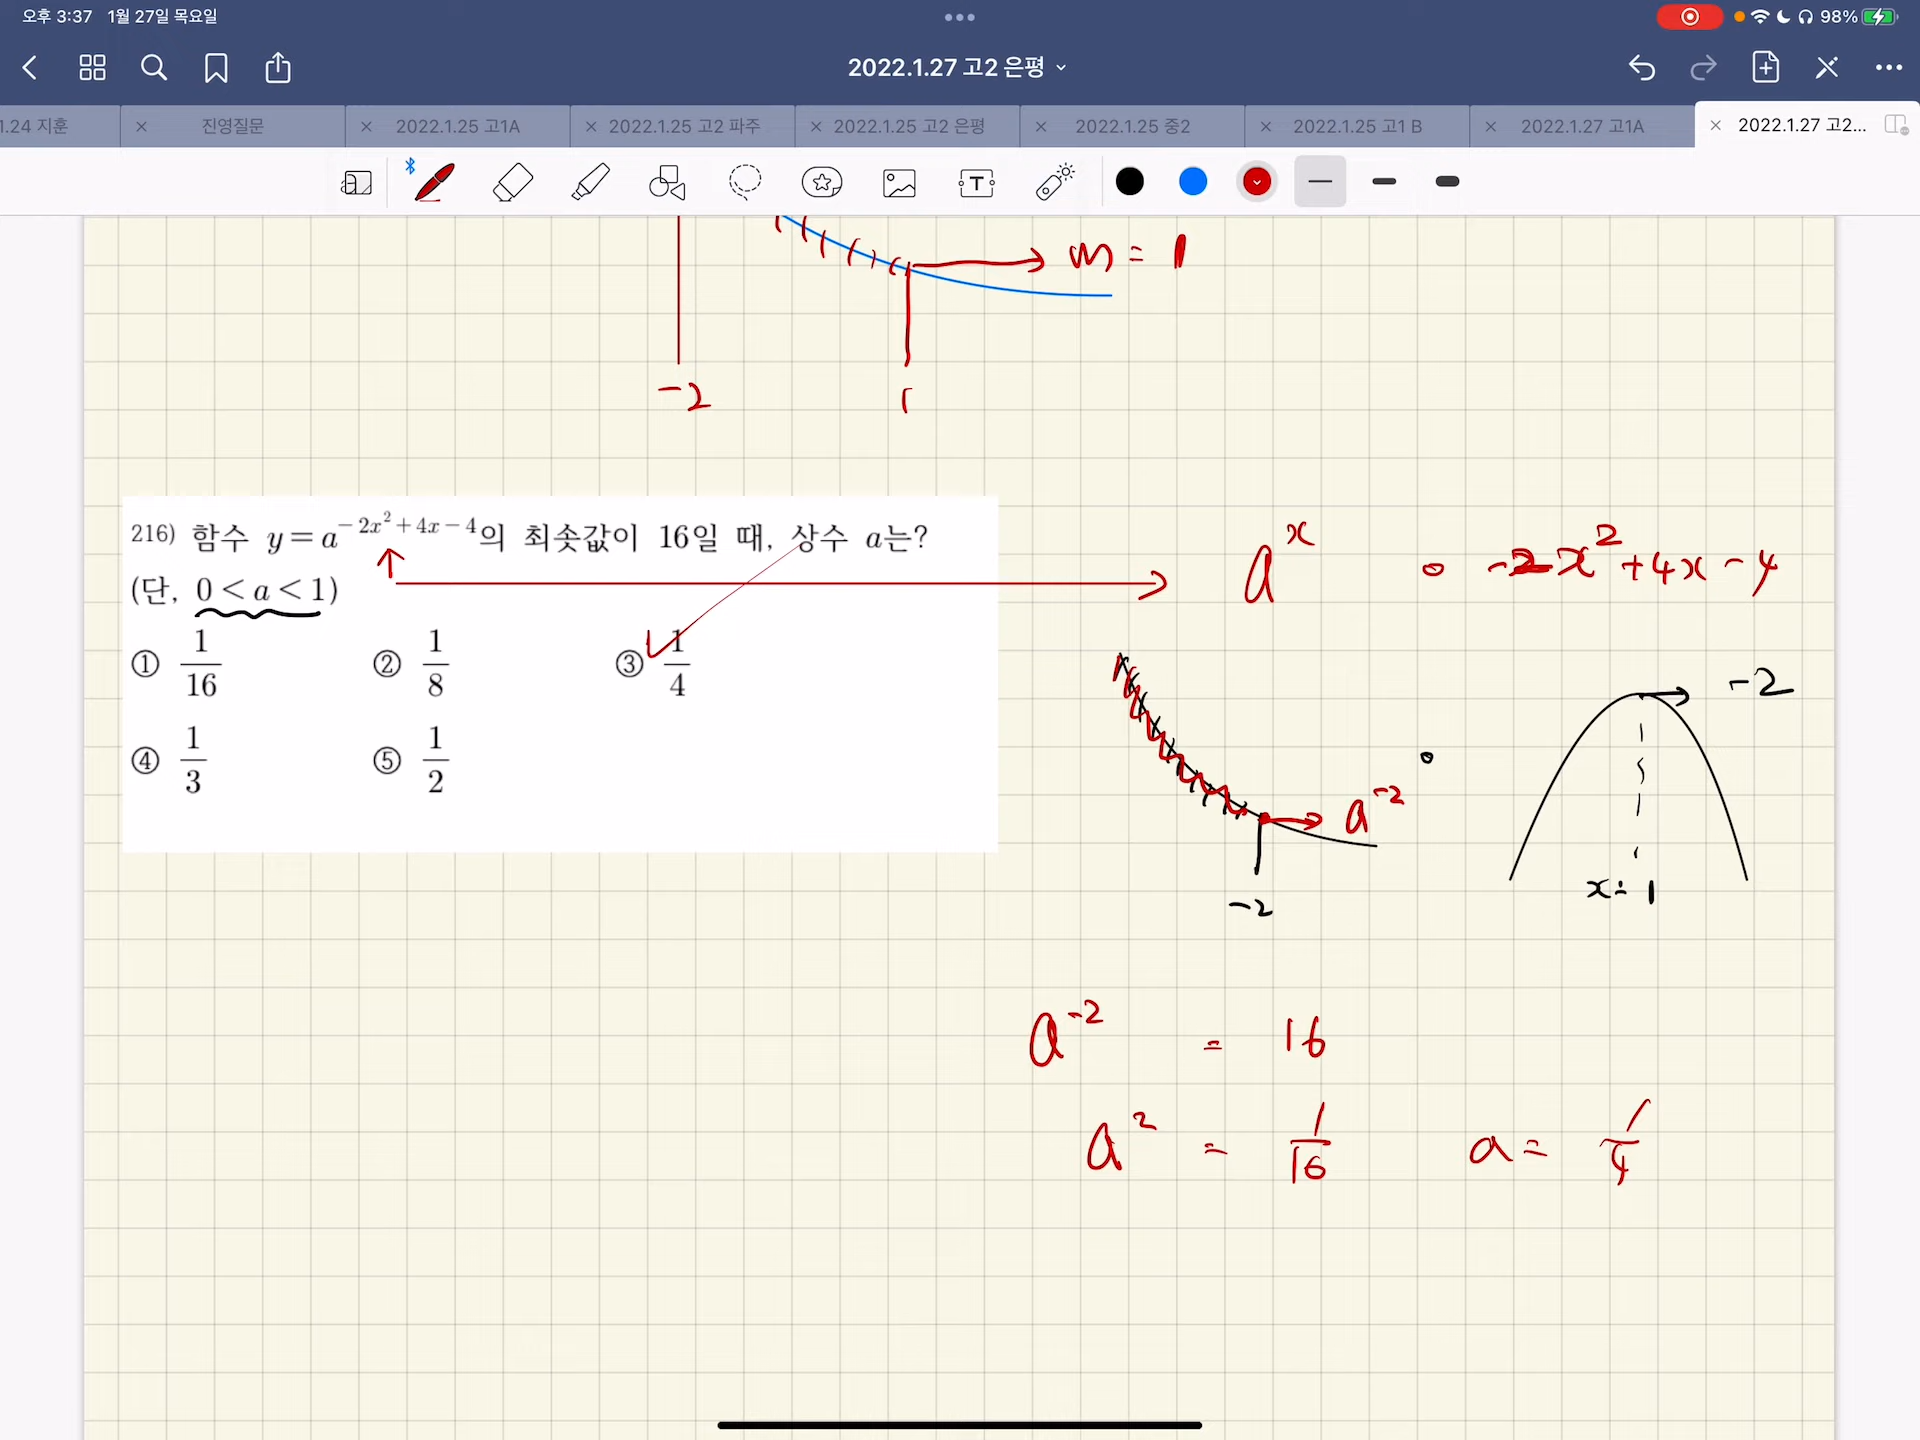 오후 3:37 1월 27일 목요일
98%
2022.1.27 고2 은평
1.24 지훈
진영질문
2022.1.25 고1A
2022.1.25 고2 파주
2022.1.25 고2 은평
2022.1.25 중2
2022.1.25 고1 B
2022.1.27 고1A
2022.1.27 고2...
m = 1
-2 1
216) 함수 y=a^{-2x²+4x-4}의 최솟값이 16일 때, 상수 a는?
(단, 0<a<1)
① 1/16 ② 1/8 ③ 1/4
④ 1/3 ⑤ 1/2
a^x ∘ -2x²+4x-4
-2
a^{-2}
x=1
-2
a^{-2} = 16
a² = 1/16 a = 1/4